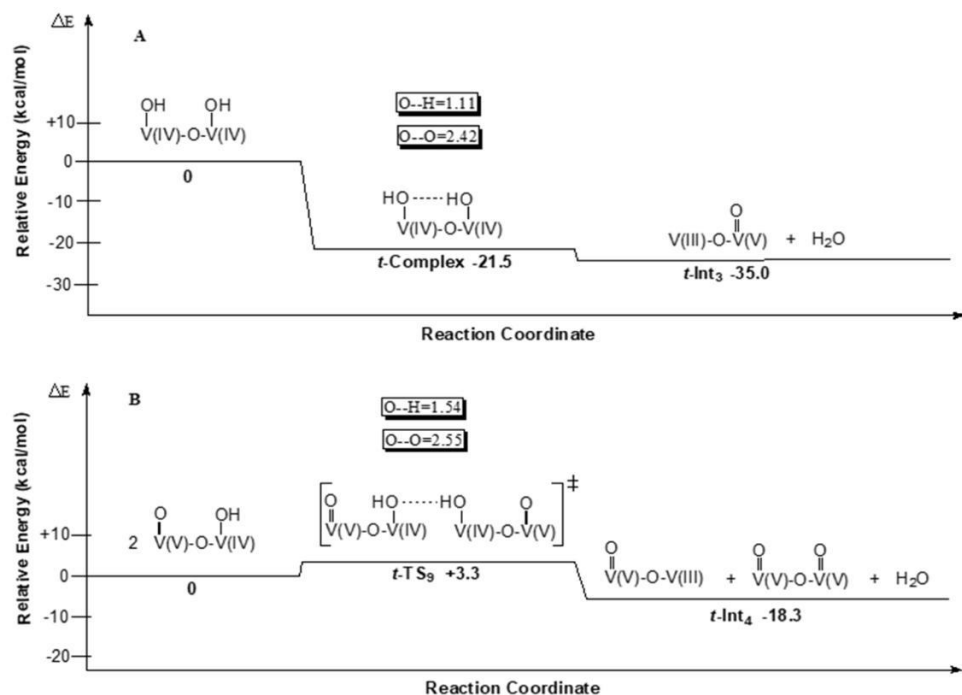 ΔE
A
Relative Energy (kcal/mol)
+10
0
-10
-20
-30
OH OH
V(IV)-O-V(IV)
0
O--H=1.11
O--O=2.42
HO-----HO
V(IV)-O-V(IV)
t-Complex -21.5
O
V(III)-O-V(V) + H₂O
t-Int₃ -35.0
Reaction Coordinate
ΔE
B
Relative Energy (kcal/mol)
+10
0
-10
-20
O OH
2 V(V)-O-V(IV)
0
O--H=1.54
O--O=2.55
O HO------HO O ‡
V(V)-O-V(IV) V(IV)-O-V(V)
t-TS₉ +3.3
O O O
V(V)-O-V(III) + V(V)-O-V(V) + H₂O
t-Int₄ -18.3
Reaction Coordinate